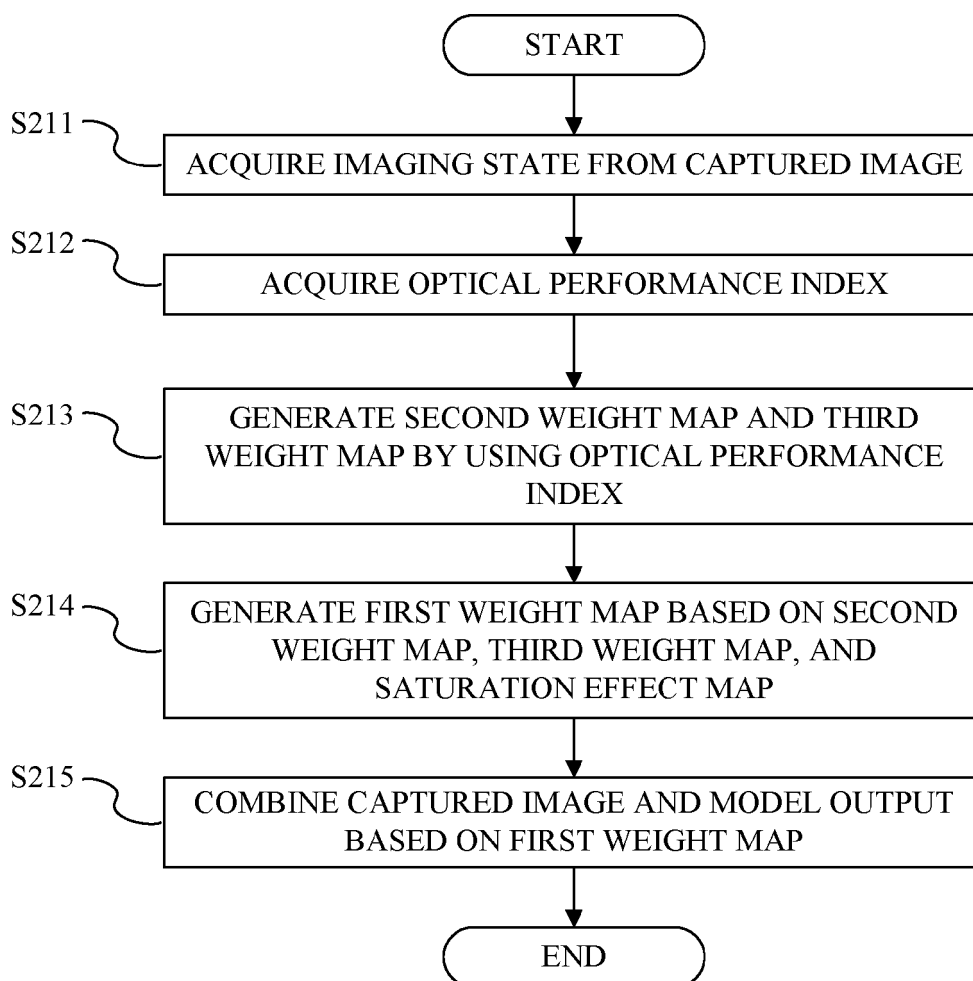 START
S211
ACQUIRE IMAGING STATE FROM CAPTURED IMAGE
S212
ACQUIRE OPTICAL PERFORMANCE INDEX
S213
GENERATE SECOND WEIGHT MAP AND THIRD
WEIGHT MAP BY USING OPTICAL PERFORMANCE
INDEX
S214
GENERATE FIRST WEIGHT MAP BASED ON SECOND
WEIGHT MAP, THIRD WEIGHT MAP, AND
SATURATION EFFECT MAP
S215
COMBINE CAPTURED IMAGE AND MODEL OUTPUT
BASED ON FIRST WEIGHT MAP
END